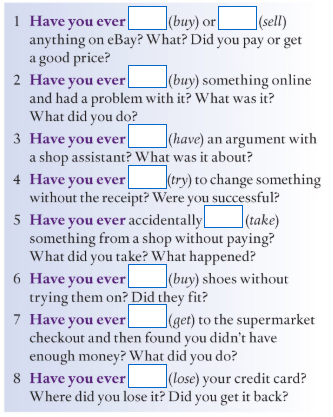 1 Have you ever (buy) or (sell)
anything on eBay? What? Did you pay or get
a good price?
2 Have you ever (buy) something online
and had a problem with it? What was it?
What did you do?
3 Have you ever (have) an argument with
a shop assistant? What was it about?
4 Have you ever (try) to change something
without the receipt? Were you successful?
5 Have you ever accidentally (take)
something from a shop without paying?
What did you take? What happened?
6 Have you ever (buy) shoes without
trying them on? Did they fit?
7 Have you ever (get) to the supermarket
checkout and then found you didn't have
enough money? What did you do?
8 Have you ever (lose) your credit card?
Where did you lose it? Did you get it back?